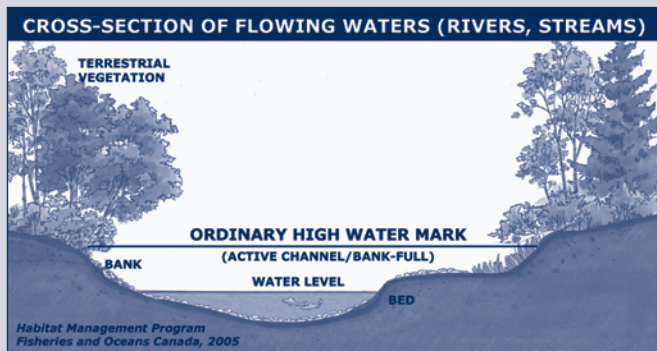 CROSS-SECTION OF FLOWING WATERS (RIVERS, STREAMS)
TERRESTRIAL
VEGETATION
ORDINARY HIGH WATER MARK
(ACTIVE CHANNEL/BANK-FULL)
BANK
WATER LEVEL
BED
Habitat Management Program
Fisheries and Oceans Canada, 2005